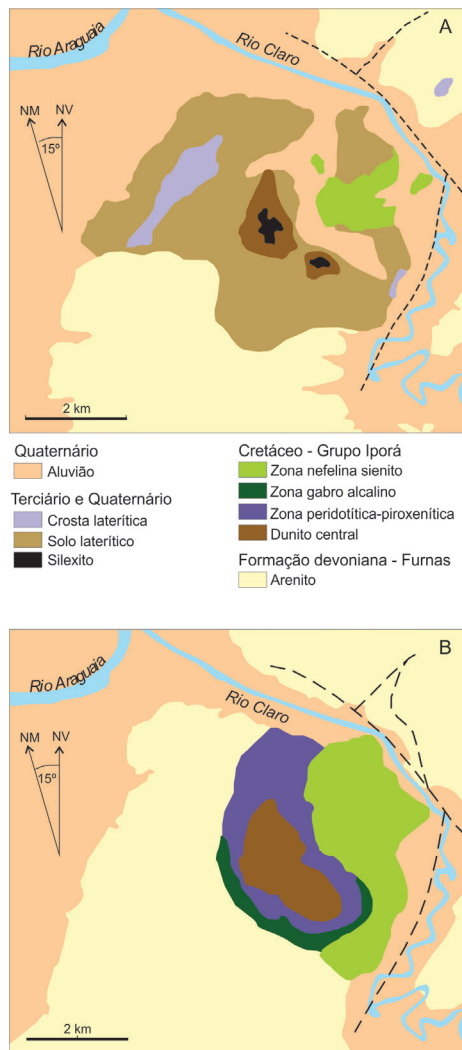 A
Rio Araguaia
Rio Claro
NM NV
15º
2 km
Quaternário
Aluvião
Terciário e Quaternário
Crosta laterítica
Solo laterítico
Silexito
Cretáceo - Grupo Iporá
Zona nefelina sienito
Zona gabro alcalino
Zona peridotítica-piroxenítica
Dunito central
Formação devoniana - Furnas
Arenito
B
Rio Araguaia
Rio Claro
NM NV
15º
2 km